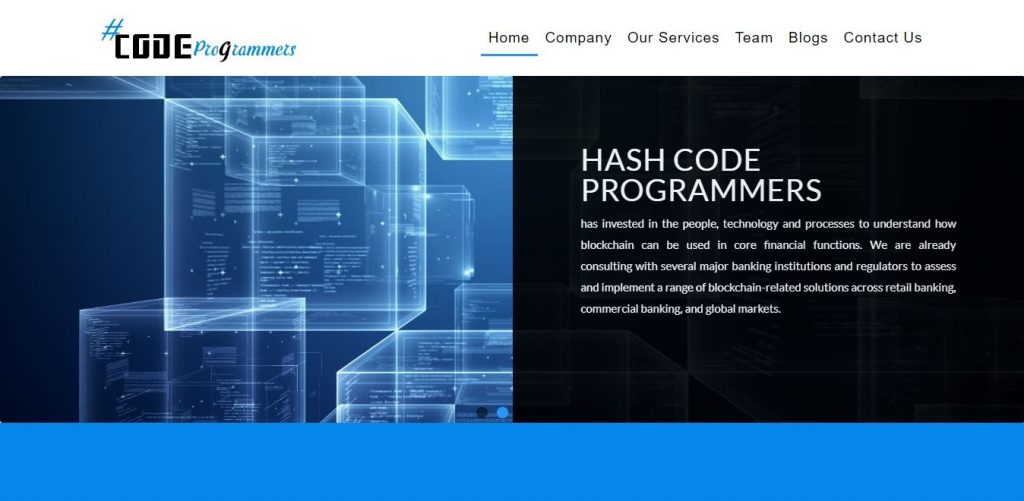 #CODE Programmers
Home Company Our Services Team Blogs Contact Us
HASH CODE
PROGRAMMERS
has invested in the people, technology and processes to understand how
blockchain can be used in core financial functions. We are already
consulting with several major banking institutions and regulators to assess
and implement a range of blockchain-related solutions across retail banking,
commercial banking, and global markets.